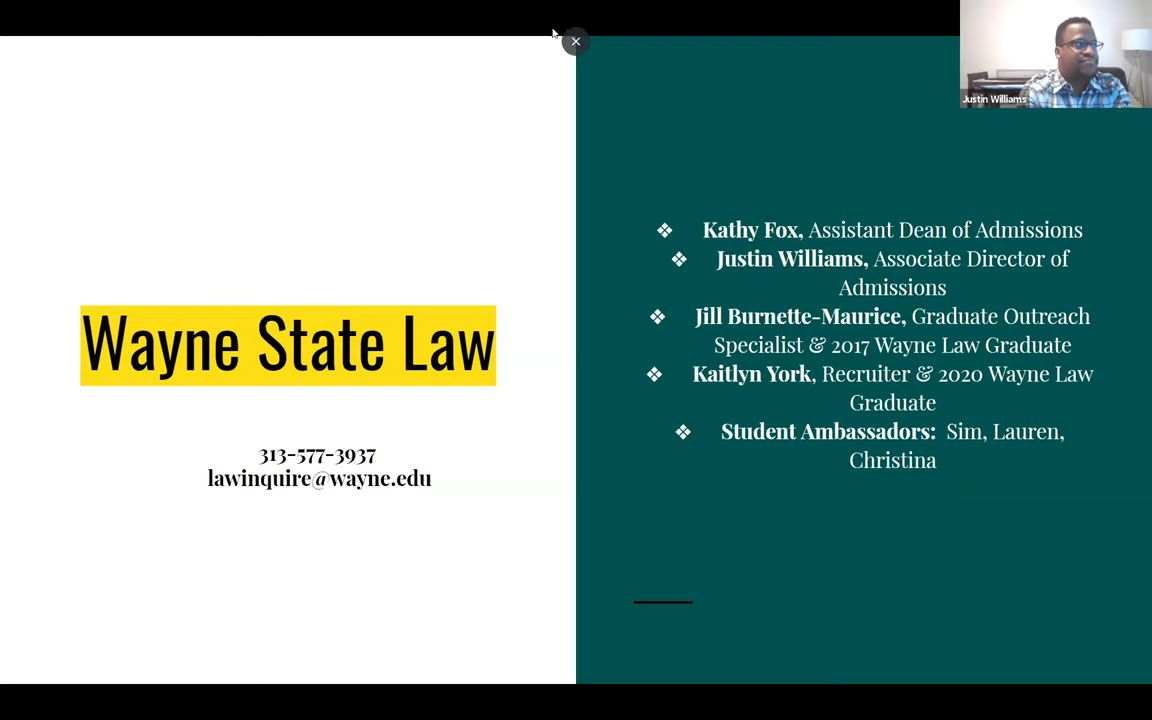 Justin Williams
Wayne State Law
313-577-3937
lawinquire@wayne.edu
❖ Kathy Fox, Assistant Dean of Admissions
❖ Justin Williams, Associate Director of
Admissions
❖ Jill Burnette-Maurice, Graduate Outreach
Specialist & 2017 Wayne Law Graduate
❖ Kaitlyn York, Recruiter & 2020 Wayne Law
Graduate
❖ Student Ambassadors: Sim, Lauren,
Christina